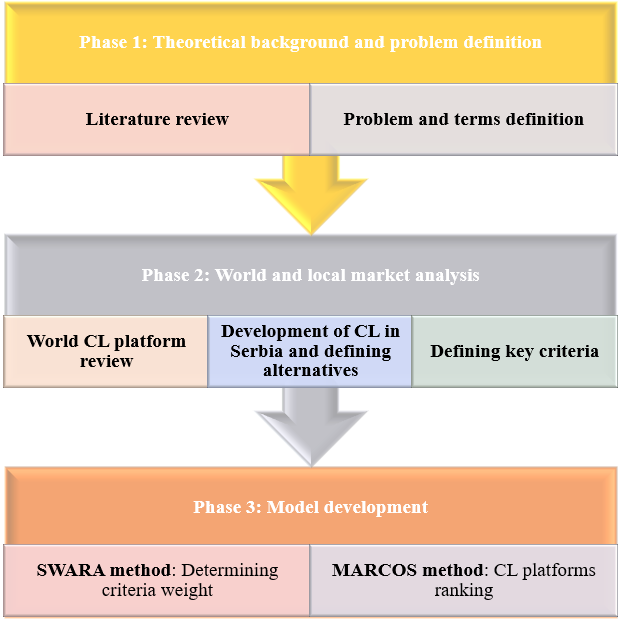 Phase 1: Theoretical background and problem definition
Literature review
Problem and terms definition
Phase 2: World and local market analysis
World CL platform
review
Development of CL in
Serbia and defining
alternatives
Defining key criteria
Phase 3: Model development
SWARA method: Determining
criteria weight
MARCOS method: CL platforms
ranking